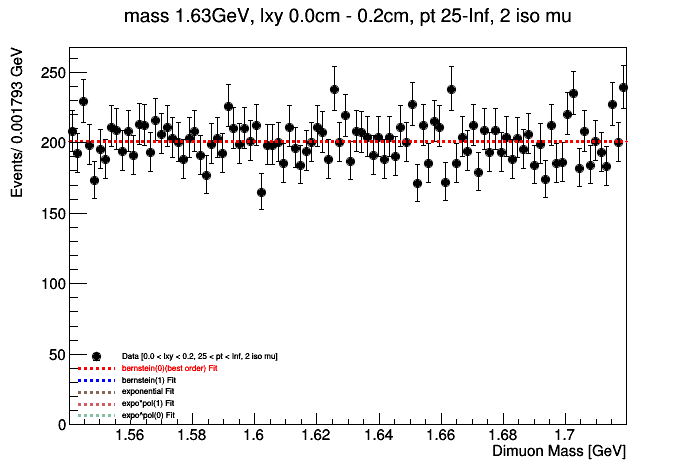 mass 1.63GeV, lxy 0.0cm - 0.2cm, pt 25-Inf, 2 iso mu
Events/ 0.001793 GeV
250
200
150
100
50
0
Data [0.0 < lxy < 0.2, 25 < pt < Inf, 2 iso mu]
bernstein(0)(best order) Fit
bernstein(1) Fit
exponential Fit
expo*pol(1) Fit
expo^pol(0) Fit
1.56 1.58 1.6 1.62 1.64 1.66 1.68 1.7
Dimuon Mass [GeV]